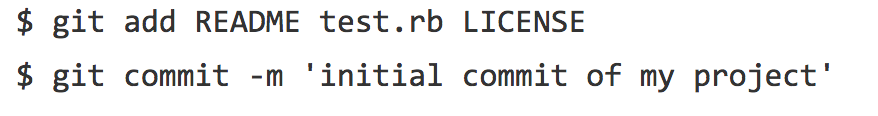 $ git add README test.rb LICENSE
$ git commit -m 'initial commit of my project'